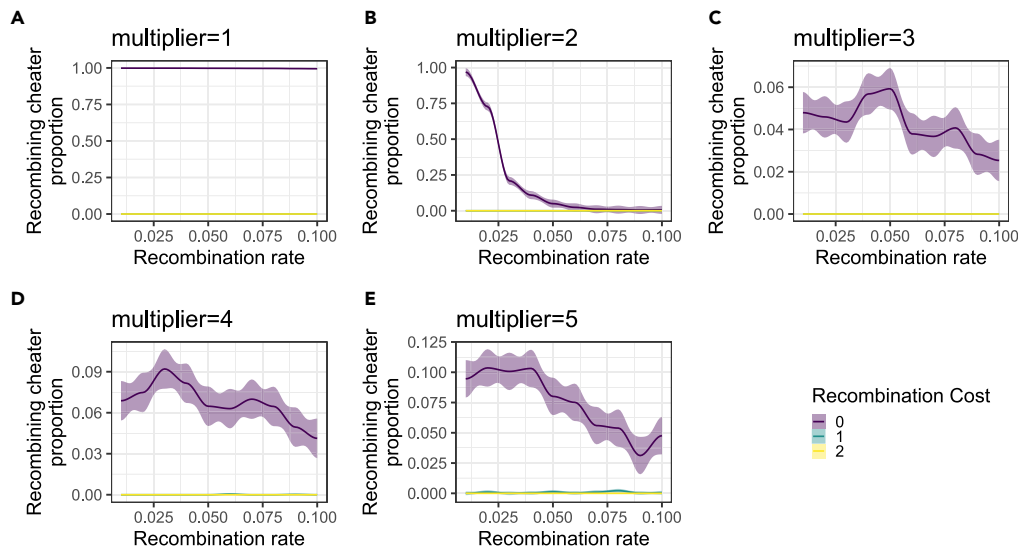 A
multiplier=1
Recombining cheater
proportion
1.00
0.75
0.50
0.25
0.00
0.025 0.050 0.075 0.100
Recombination rate
B
multiplier=2
Recombining cheater
proportion
1.00
0.75
0.50
0.25
0.00
0.025 0.050 0.075 0.100
Recombination rate
C
multiplier=3
Recombining cheater
proportion
0.06
0.04
0.02
0.00
0.025 0.050 0.075 0.100
Recombination rate
D
multiplier=4
Recombining cheater
proportion
0.09
0.06
0.03
0.00
0.025 0.050 0.075 0.100
Recombination rate
E
multiplier=5
Recombining cheater
proportion
0.125
0.100
0.075
0.050
0.025
0.000
0.025 0.050 0.075 0.100
Recombination rate
Recombination Cost
0
1
2